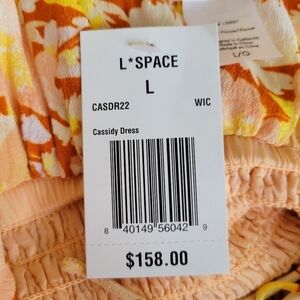 L*SPACE
L
CASDR22 WIC
Cassidy Dress
8 40149 56042 9
$158.00